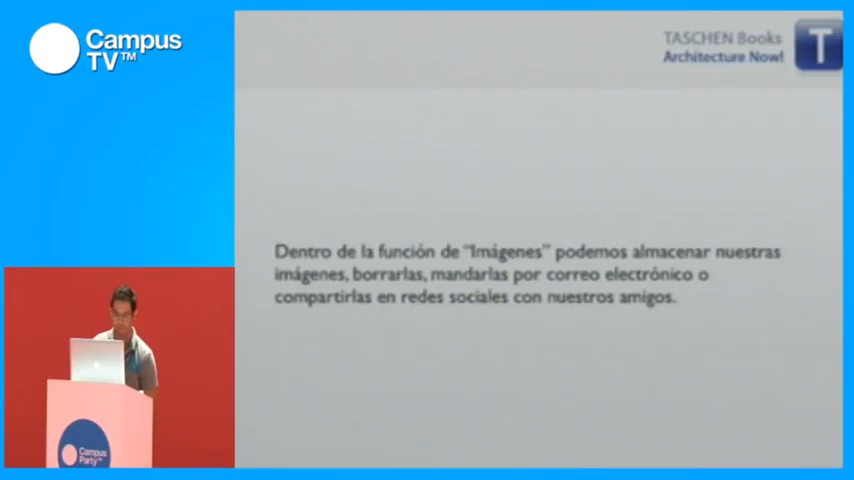 Campus
TV™
TASCHEN Books
Architecture Now!
T
Dentro de la función de “Imágenes” podemos almacenar nuestras
imágenes, borrarlas, mandarlas por correo electrónico o
compartirlas en redes sociales con nuestros amigos.
Campus
Party™